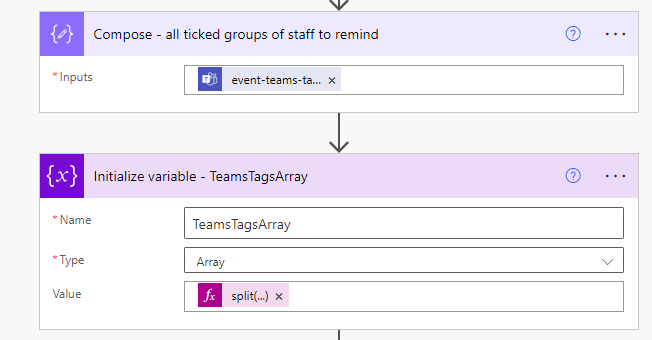 Compose - all ticked groups of staff to remind
* Inputs
event-teams-ta... ×
{x} Initialize variable - TeamsTagsArray
* Name
TeamsTagsArray
* Type
Array
Value
fx split(...) ×